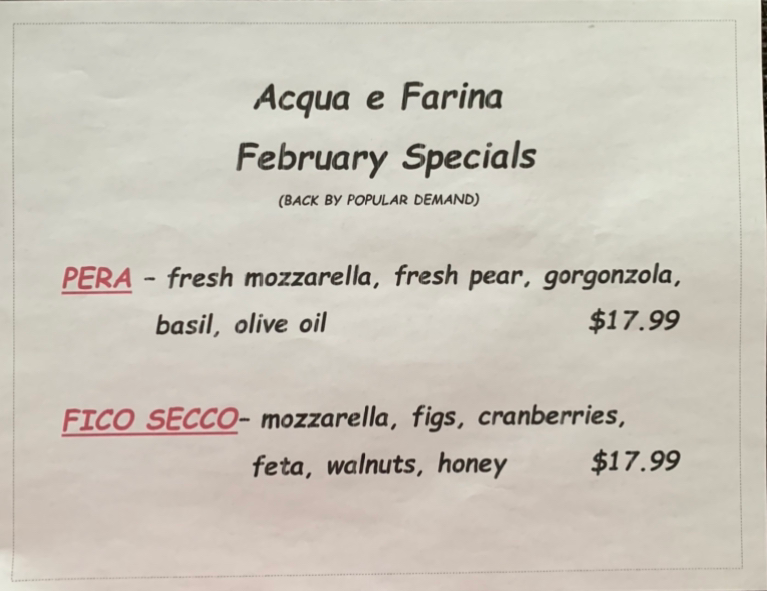 Acqua e Farina
February Specials
(BACK BY POPULAR DEMAND)
PERA - fresh mozzarella, fresh pear, gorgonzola,
basil, olive oil $17.99
FICO SECCO- mozzarella, figs, cranberries,
feta, walnuts, honey $17.99